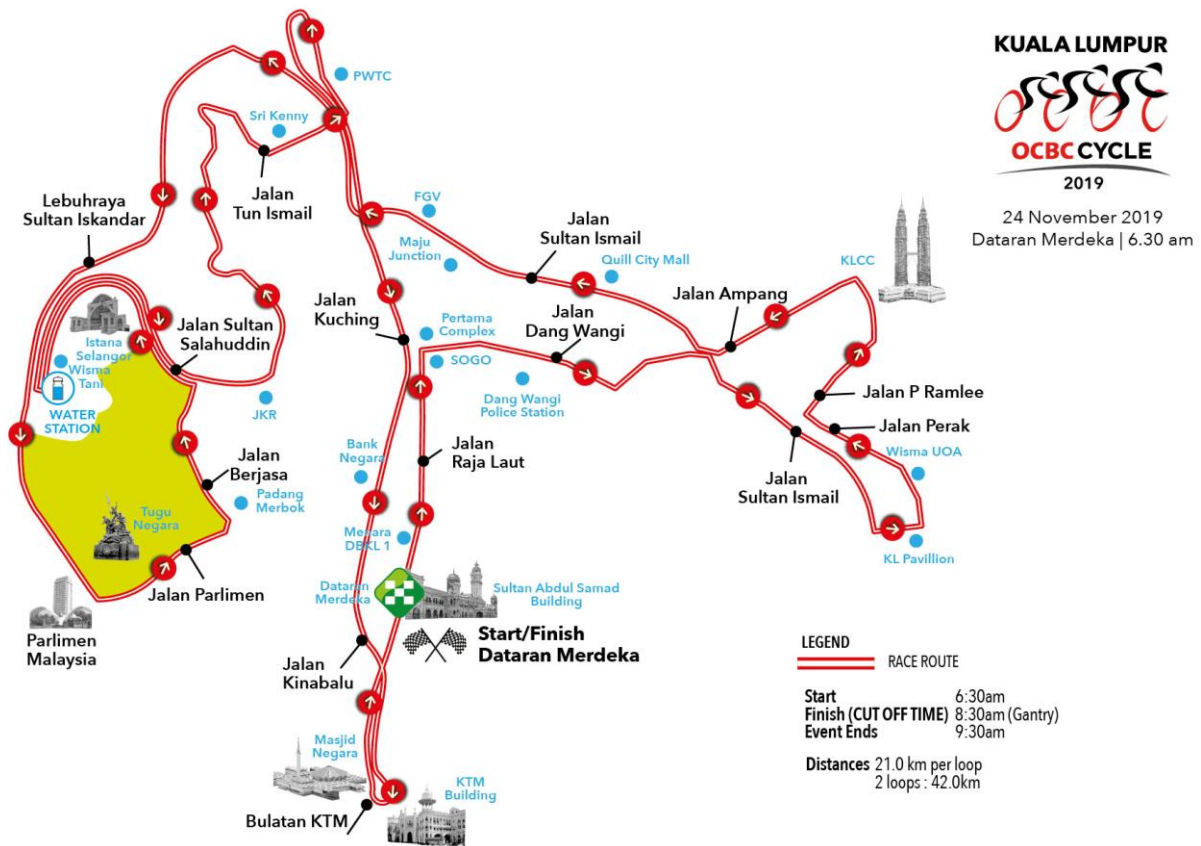 KUALA LUMPUR
OCBC CYCLE
2019
24 November 2019
Dataran Merdeka | 6.30 am
PWTC
Sri Kenny
Jalan
Tun Ismail
Lebuhraya
Sultan Iskandar
FGV
Maju
Junction
Jalan
Sultan Ismail
Quill City Mall
KLCC
Jalan Ampang
Jalan
Kuching
Pertama
Complex
SOGO
Jalan
Dang Wangi
Dang Wangi
Police Station
Jalan P Ramlee
Jalan Perak
Wisma UOA
Jalan
Sultan Ismail
KL Pavillion
Istana
Selangor
Wisma
Tani
WATER
STATION
Jalan Sultan
Salahuddin
JKR
Jalan
Berjasa
Padang
Merbok
Tugu
Negara
Jalan Parlimen
Parlimen
Malaysia
Bank
Negara
Jalan
Raja Laut
Menara
DBKL 1
Dataran
Merdeka
Sultan Abdul Samad
Building
Start/Finish
Dataran Merdeka
Jalan
Kinabalu
Masjid
Negara
KTM
Building
Bulatan KTM
LEGEND
RACE ROUTE
Start 6:30am
Finish (CUT OFF TIME) 8:30am (Gantry)
Event Ends 9:30am
Distances 21.0 km per loop
2 loops : 42.0km